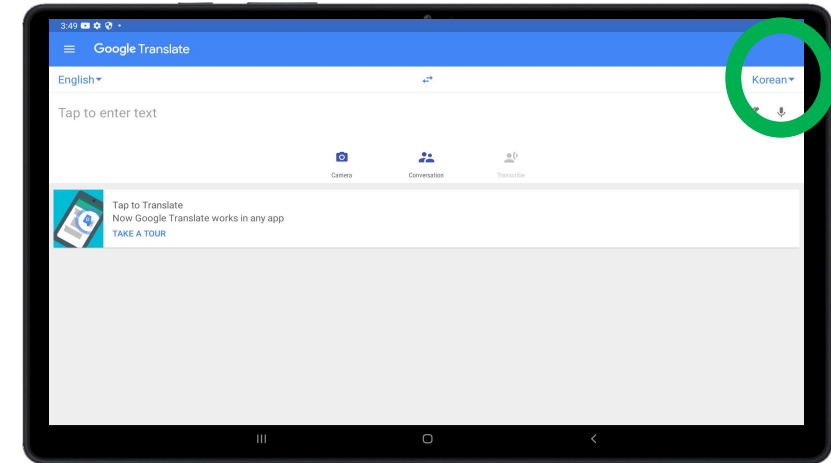 3:49
Google Translate
English
Korean
Tap to enter text
Camera
Conversation
Transcribe
Tap to Translate
Now Google Translate works in any app
TAKE A TOUR